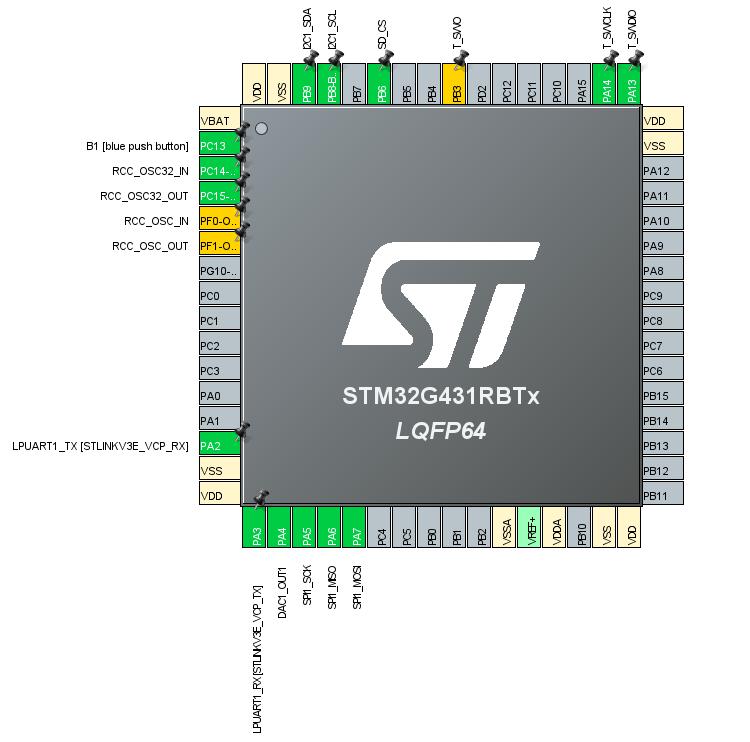 I2C1_SDA
I2C1_SCL
SD_CS
T_SWO
T_SWCLK
T_SWDIO
VDD
VSS
PB9
PB8-B..
PB7
PB6
PB5
PB4
PB3
PD2
PC12
PC11
PC10
PA15
PA14
PA13
VBAT
B1 [blue push button]
PC13
RCC_OSC32_IN
PC14-..
RCC_OSC32_OUT
PC15-..
RCC_OSC_IN
PF0-O..
RCC_OSC_OUT
PF1-O..
PG10-..
PC0
PC1
PC2
PC3
PA0
PA1
LPUART1_TX [STLINKV3E_VCP_RX]
PA2
VSS
VDD
ST
STM32G431RBTx
LQFP64
VDD
VSS
PA12
PA11
PA10
PA9
PA8
PC9
PC8
PC7
PC6
PB15
PB14
PB13
PB12
PB11
PA3
PA4
PA5
PA6
PA7
PC4
PC5
PB0
PB1
PB2
VSSA
VREF+
VDDA
PB10
VSS
VDD
LPUART1_RX [STLINKV3E_VCP_TX]
DAC1_OUT1
SPI1_SCK
SPI1_MISO
SPI1_MOSI